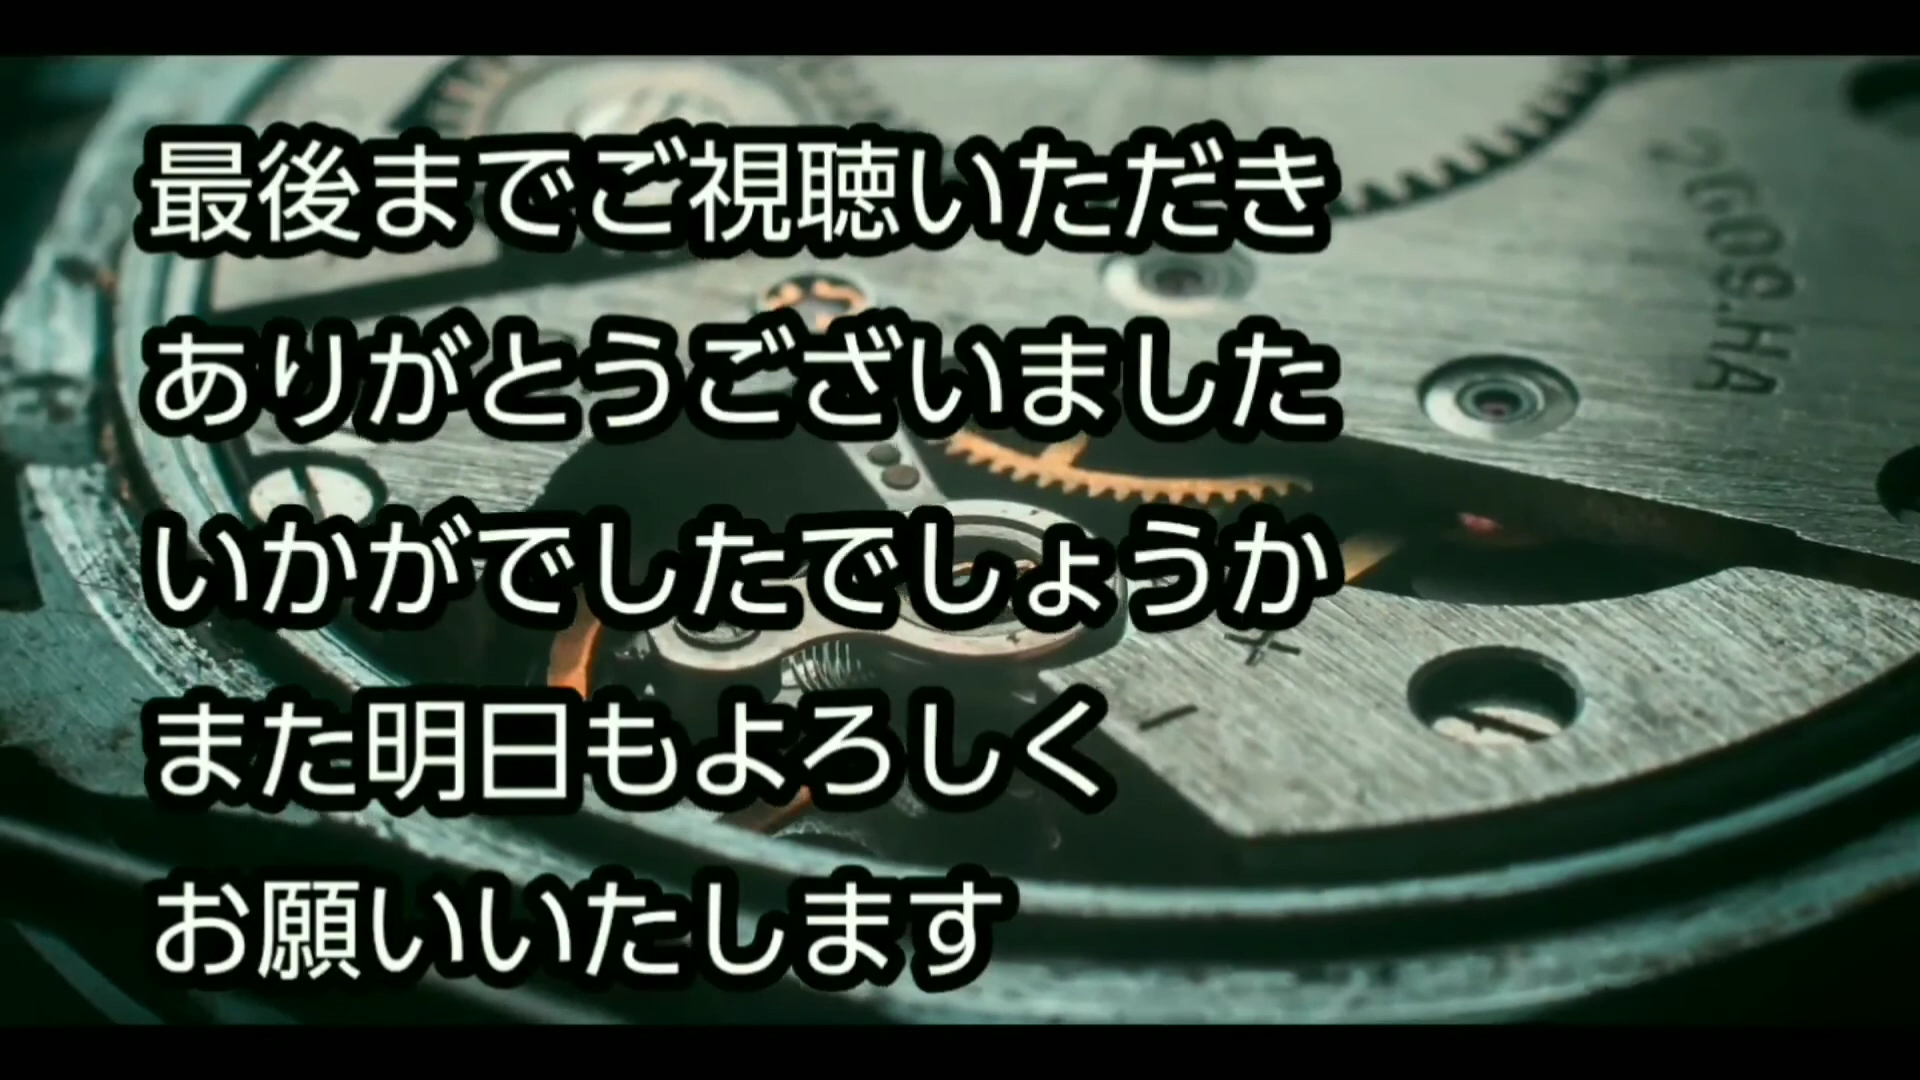 最後までご視聴いただき
ありがとうございました
いかがでしたでしょうか
また明日もよろしく
お願いいたします